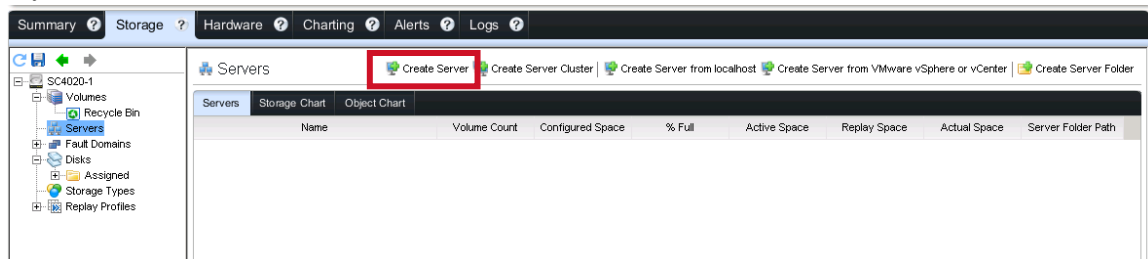 Summary ? Storage ? Hardware ? Charting ? Alerts ? Logs ?
SC4020-1
Volumes
Recycle Bin
Servers
Fault Domains
Disks
Assigned
Storage Types
Replay Profiles
Servers
Create Server Create Server Cluster | Create Server from localhost Create Server from VMware vSphere or vCenter | Create Server Folder
Servers Storage Chart Object Chart
Name Volume Count Configured Space % Full Active Space Replay Space Actual Space Server Folder Path